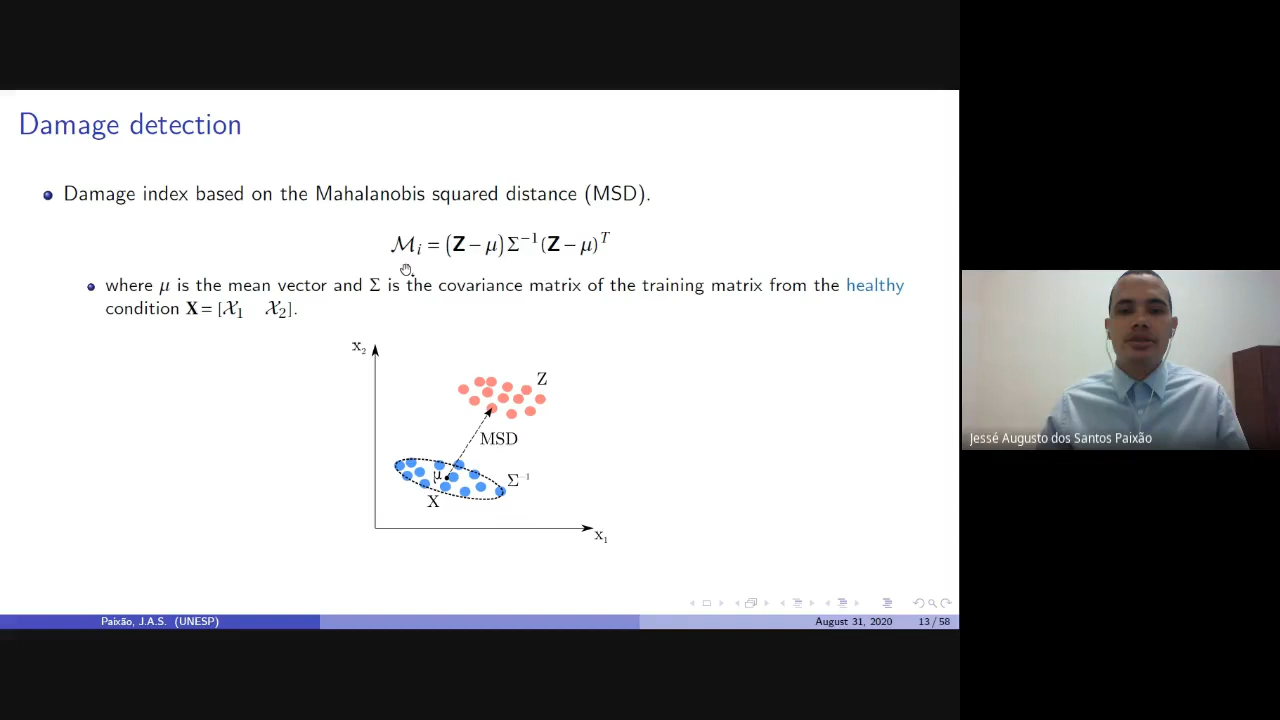 Damage detection
Damage index based on the Mahalanobis squared distance (MSD).
ℳᵢ = (Z − μ)Σ⁻¹(Z − μ)ᵀ
where μ is the mean vector and Σ is the covariance matrix of the training matrix from the healthy
condition X = [𝒳₁ 𝒳₂].
x₂
Z
MSD
μ
Σ⁻¹
X
x₁
Jessé Augusto dos Santos Paixão
Paixão, J.A.S. (UNESP)
August 31, 2020
13 / 58